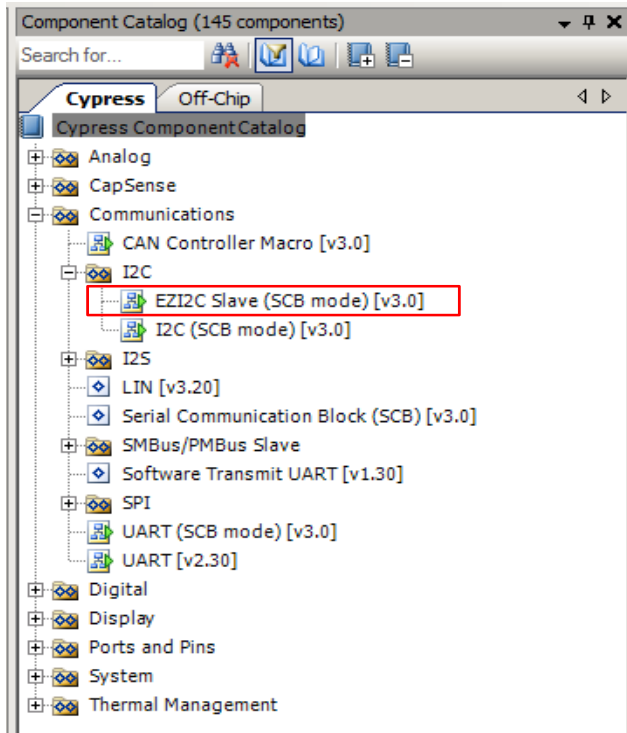 Component Catalog (145 components)
Search for...
Cypress Off-Chip
Cypress Component Catalog
Analog
CapSense
Communications
CAN Controller Macro [v3.0]
I2C
EZI2C Slave (SCB mode) [v3.0]
I2C (SCB mode) [v3.0]
I2S
LIN [v3.20]
Serial Communication Block (SCB) [v3.0]
SMBus/PMBus Slave
Software Transmit UART [v1.30]
SPI
UART (SCB mode) [v3.0]
UART [v2.30]
Digital
Display
Ports and Pins
System
Thermal Management